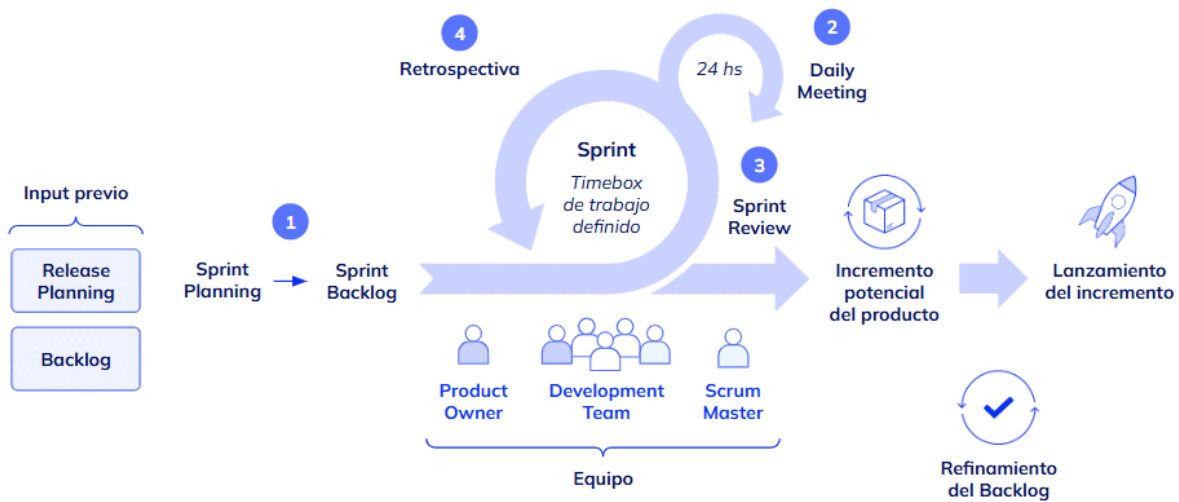 4
Retrospectiva
2
Daily
Meeting
24 hs
Sprint
Timebox
de trabajo
definido
3
Sprint
Review
Input previo
Release
Planning
Backlog
1
Sprint
Planning
Sprint
Backlog
Incremento
potencial
del producto
Lanzamiento
del incremento
Product
Owner
Development
Team
Scrum
Master
Equipo
Refinamiento
del Backlog